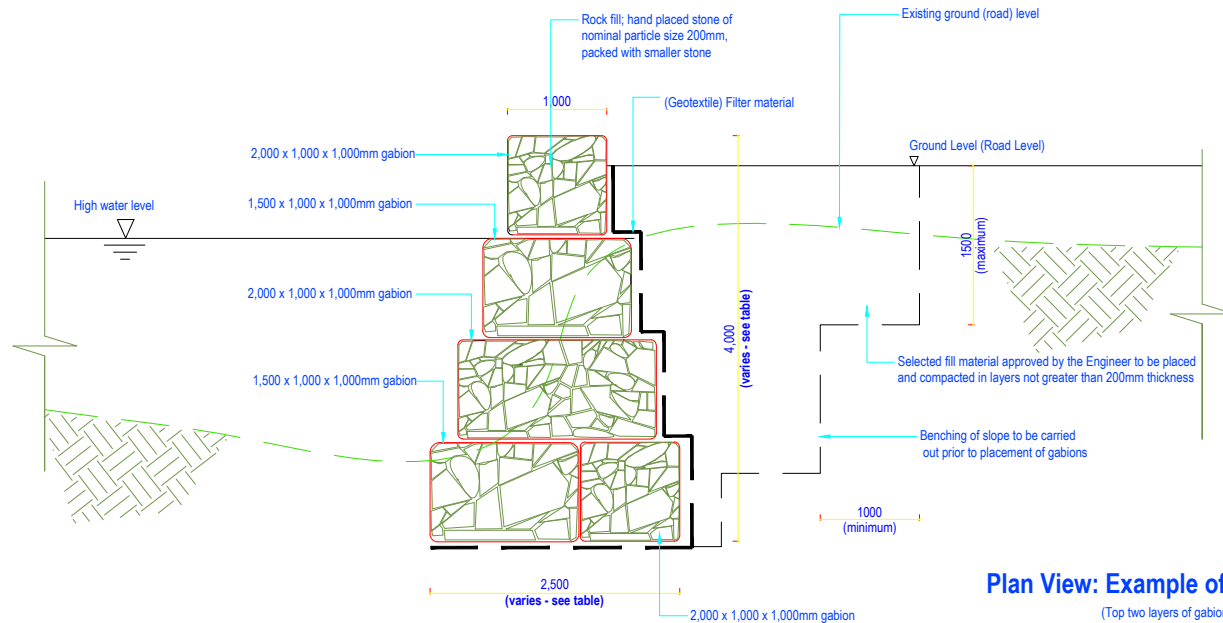 Rock fill; hand placed stone of
nominal particle size 200mm,
packed with smaller stone
Existing ground (road) level
1,000
(Geotextile) Filter material
2,000 x 1,000 x 1,000mm gabion
Ground Level (Road Level)
High water level
1,500 x 1,000 x 1,000mm gabion
1500
(maximum)
2,000 x 1,000 x 1,000mm gabion
4,000
(varies - see table)
Selected fill material approved by the Engineer to be placed
and compacted in layers not greater than 200mm thickness
1,500 x 1,000 x 1,000mm gabion
Benching of slope to be carried
out prior to placement of gabions
1000
(minimum)
2,500
(varies - see table)
2,000 x 1,000 x 1,000mm gabion
Plan View: Example of
(Top two layers of gabion